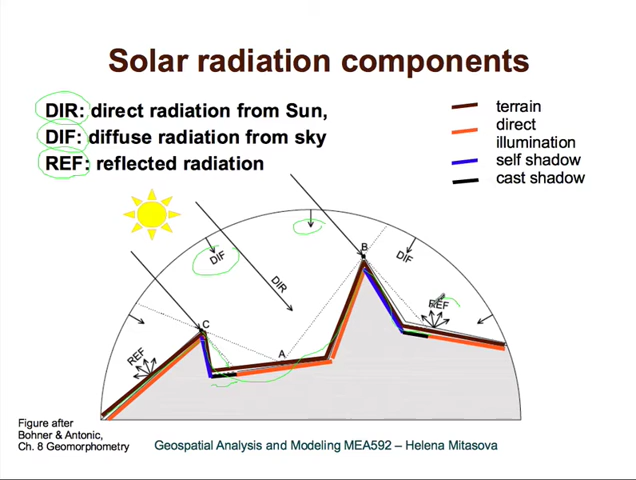 Solar radiation components
DIR: direct radiation from Sun,
DIF: diffuse radiation from sky
REF: reflected radiation
terrain
direct
illumination
self shadow
cast shadow
B
DIF
DIF
DIR
REF
C
A
REF
Figure after
Bohner & Antonic,
Ch. 8 Geomorphometry
Geospatial Analysis and Modeling MEA592 – Helena Mitasova